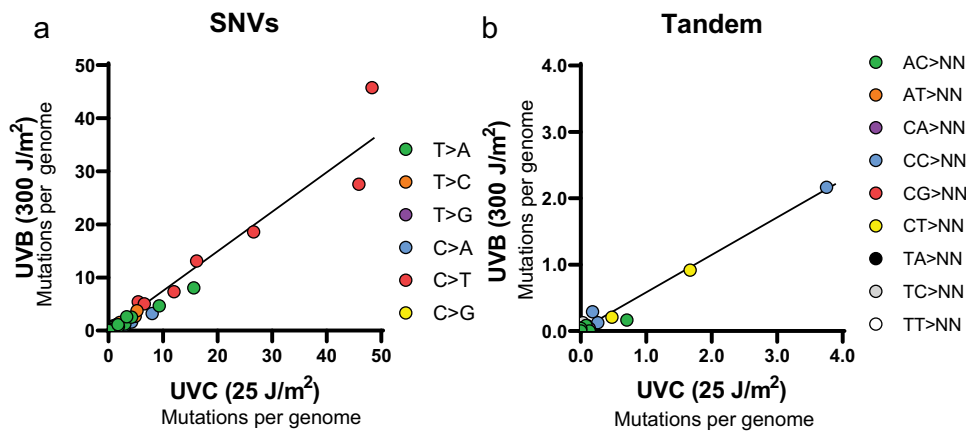 a
SNVs
UVB (300 J/m²)
Mutations per genome
50
40
30
20
10
0
0
10
20
30
40
50
UVC (25 J/m²)
Mutations per genome
T>A
T>C
T>G
C>A
C>T
C>G
b
Tandem
UVB (300 J/m²)
Mutations per genome
4.0
3.0
2.0
1.0
0.0
0.0
1.0
2.0
3.0
4.0
UVC (25 J/m²)
Mutations per genome
AC>NN
AT>NN
CA>NN
CC>NN
CG>NN
CT>NN
TA>NN
TC>NN
TT>NN